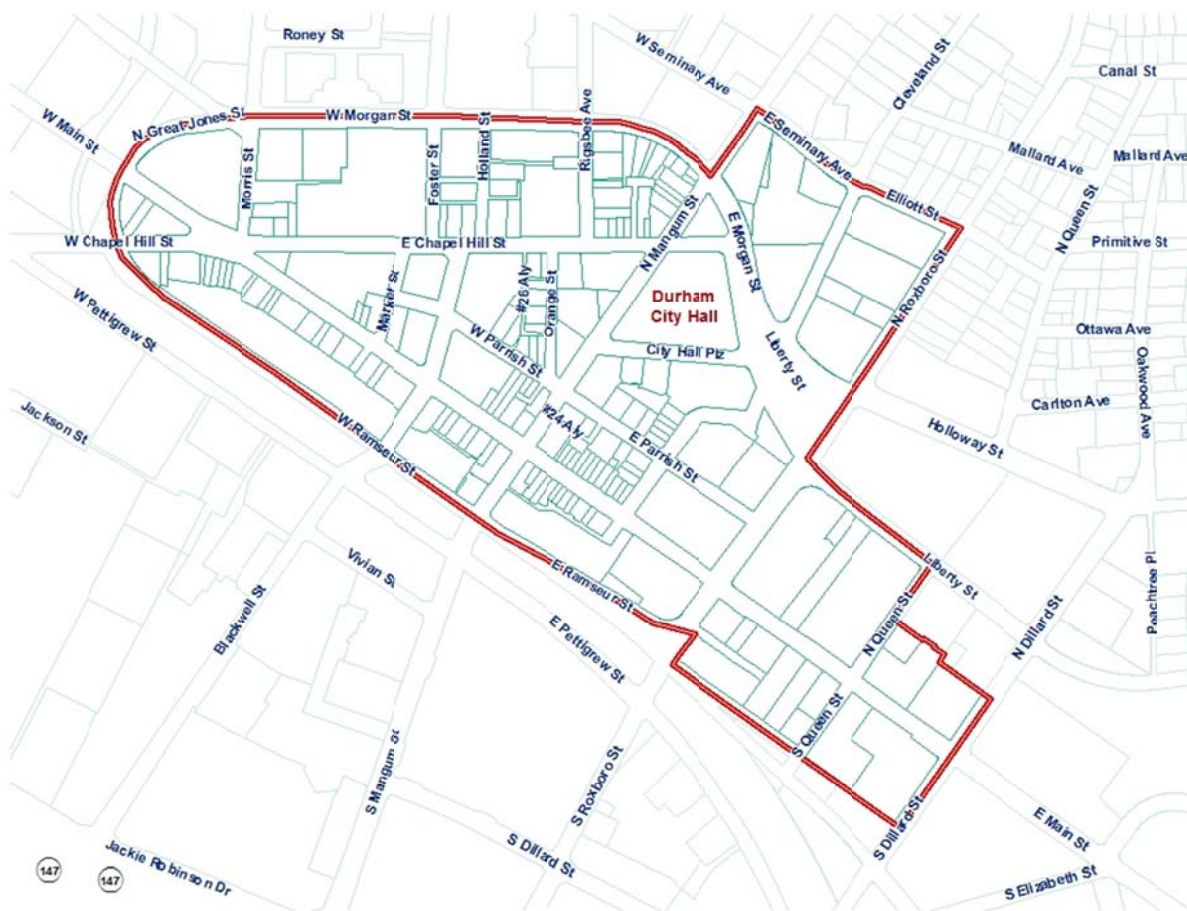 Roney St
W Seminary Ave
Cleveland St
Canal St
W Main St
N Great Jones St
W Morgan St
Rigsbee Ave
E Seminary Ave
Mallard Ave
Mallard Ave
Morris St
Foster St
Holland St
Elliott St
N Queen St
W Chapel Hill St
E Chapel Hill St
N Mangum St
E Morgan St
Primitive St
N Roxboro St
#26 Aly
Orange St
Market St
Durham
City Hall
W Pettigrew St
W Parrish St
City Hall Plz
Liberty St
Ottawa Ave
Oakwood Ave
Carlton Ave
Jackson St
W Ramseur St
#24 Aly
E Parrish St
Holloway St
Vivian St
E Ramseur St
Liberty St
Blackwell St
E Pettigrew St
N Queen St
N Dillard St
Peachtree Pl
S Queen St
S Mangum St
S Roxboro St
S Dillard St
S Dillard St
E Main St
Jackie Robinson Dr
147
147
S Elizabeth St